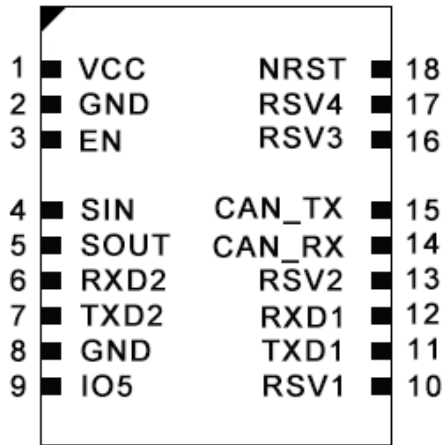 1 VCC NRST 18
2 GND RSV4 17
3 EN RSV3 16
4 SIN CAN_TX 15
5 SOUT CAN_RX 14
6 RXD2 RSV2 13
7 TXD2 RXD1 12
8 GND TXD1 11
9 IO5 RSV1 10